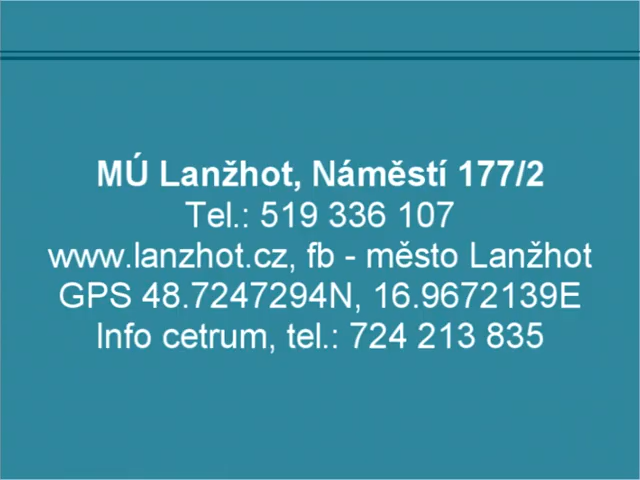 MÚ Lanžhot, Náměstí 177/2
Tel.: 519 336 107
www.lanzhot.cz, fb - město Lanžhot
GPS 48.7247294N, 16.9672139E
Info cetrum, tel.: 724 213 835